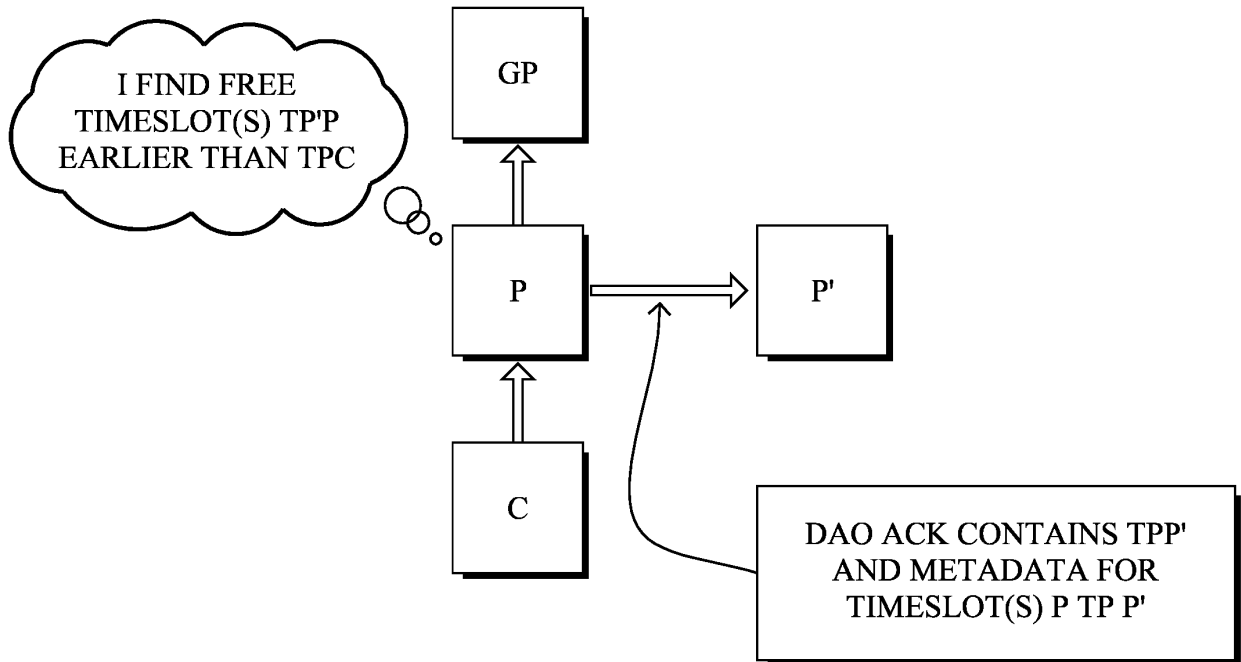 I FIND FREE
TIMESLOT(S) TP'P
EARLIER THAN TPC
GP
P
P'
C
DAO ACK CONTAINS TPP'
AND METADATA FOR
TIMESLOT(S) P TP P'